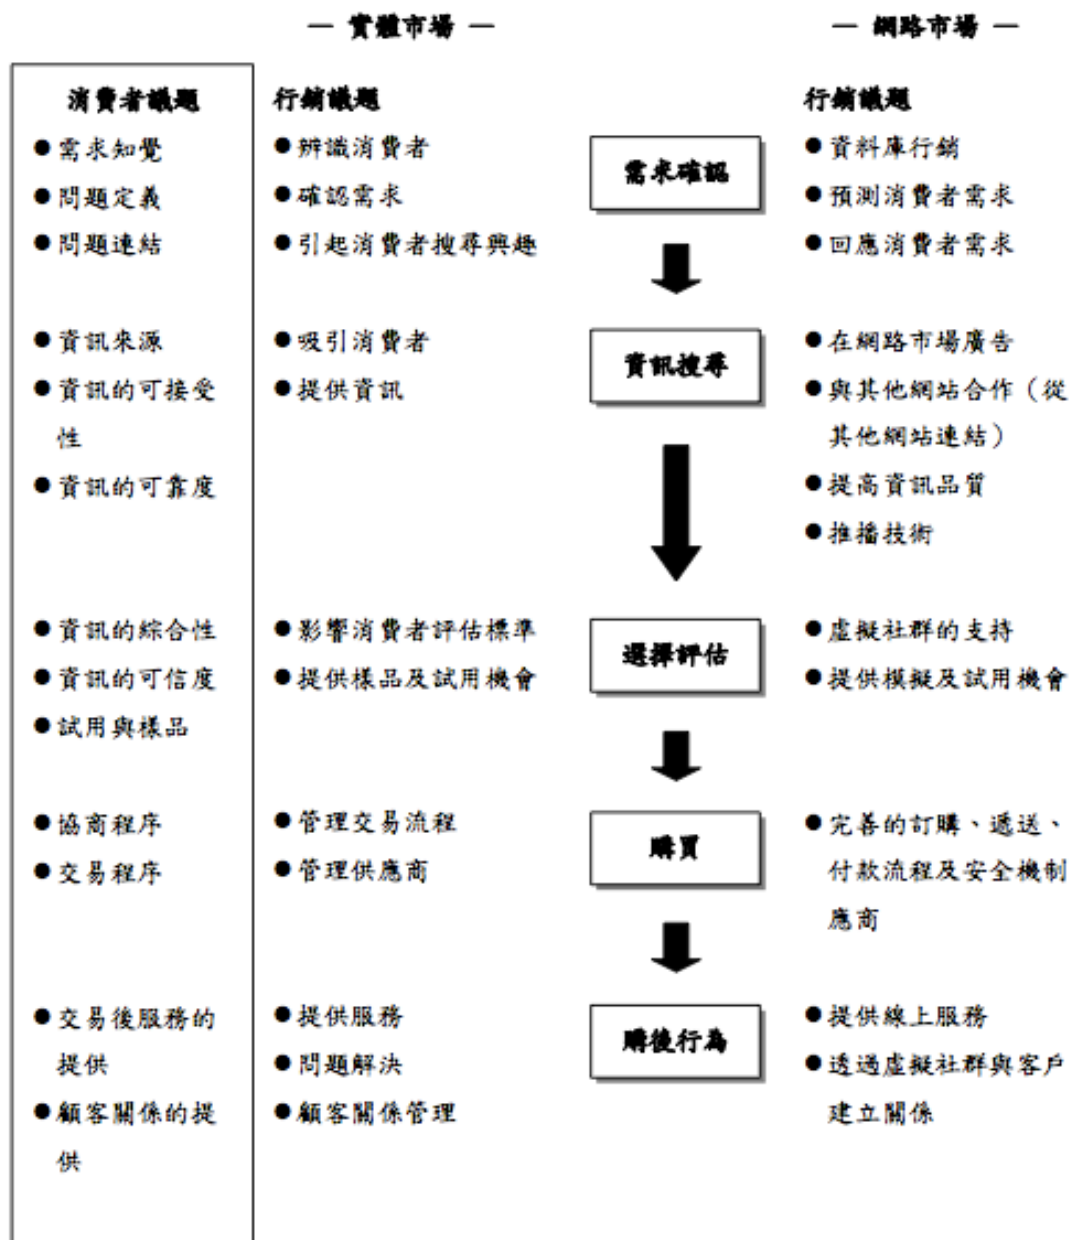 — 實體市場 —
— 網路市場 —
消費者議題
行銷議題
行銷議題
●需求知覺
●問題定義
●問題連結
●辨識消費者
●確認需求
●引起消費者搜尋興趣
需求確認
●資料庫行銷
●預測消費者需求
●回應消費者需求
●資訊來源
●資訊的可接受
性
●資訊的可靠度
●吸引消費者
●提供資訊
資訊搜尋
●在網路市場廣告
●與其他網站合作（從
其他網站連結）
●提高資訊品質
●推播技術
●資訊的綜合性
●資訊的可信度
●試用與樣品
●影響消費者評估標準
●提供樣品及試用機會
選擇評估
●虛擬社群的支持
●提供模擬及試用機會
●協商程序
●交易程序
●管理交易流程
●管理供應商
購買
●完善的訂購、遞送、
付款流程及安全機制
應商
●交易後服務的
提供
●顧客關係的提
供
●提供服務
●問題解決
●顧客關係管理
購後行為
●提供線上服務
●透過虛擬社群與客戶
建立關係